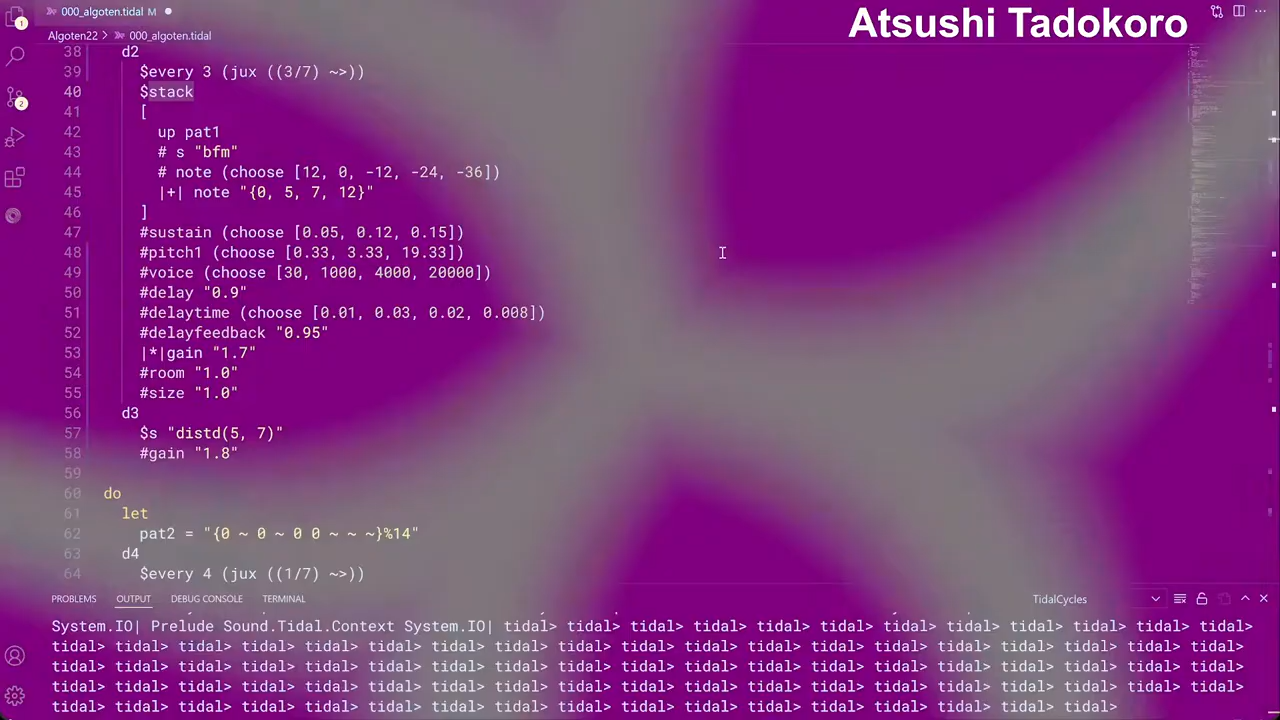 000_algoten.tidal M
Atsushi Tadokoro
Algoten22 > 000_algoten.tidal
1
2
38 d2
39 $every 3 (jux ((3/7) ~>))
40 $stack
41 [
42 up pat1
43 # s "bfm"
44 # note (choose [12, 0, -12, -24, -36])
45 |+| note "{0, 5, 7, 12}"
46 ]
47 #sustain (choose [0.05, 0.12, 0.15])
48 #pitch1 (choose [0.33, 3.33, 19.33])
49 #voice (choose [30, 1000, 4000, 20000])
50 #delay "0.9"
51 #delaytime (choose [0.01, 0.03, 0.02, 0.008])
52 #delayfeedback "0.95"
53 |*|gain "1.7"
54 #room "1.0"
55 #size "1.0"
56 d3
57 $s "distd(5, 7)"
58 #gain "1.8"
59
60 do
61 let
62 pat2 = "{0 ~ 0 ~ 0 0 ~ ~ ~}%14"
63 d4
64 $every 4 (jux ((1/7) ~>))
PROBLEMS OUTPUT DEBUG CONSOLE TERMINAL TidalCycles
System.IO| Prelude Sound.Tidal.Context System.IO| tidal> tidal> tidal> tidal> tidal> tidal> tidal> tidal> tidal> tidal> tidal> tidal>
tidal> tidal> tidal> tidal> tidal> tidal> tidal> tidal> tidal> tidal> tidal> tidal> tidal> tidal> tidal> tidal> tidal> tidal> tidal>
tidal> tidal> tidal> tidal> tidal> tidal> tidal> tidal> tidal> tidal> tidal> tidal> tidal> tidal> tidal> tidal> tidal> tidal> tidal>
tidal> tidal> tidal> tidal> tidal> tidal> tidal> tidal> tidal> tidal> tidal> tidal> tidal> tidal> tidal> tidal> tidal> tidal> tidal>
tidal> tidal> tidal> tidal> tidal> tidal> tidal> tidal> tidal> tidal> tidal> tidal> tidal> tidal> tidal> tidal> tidal>